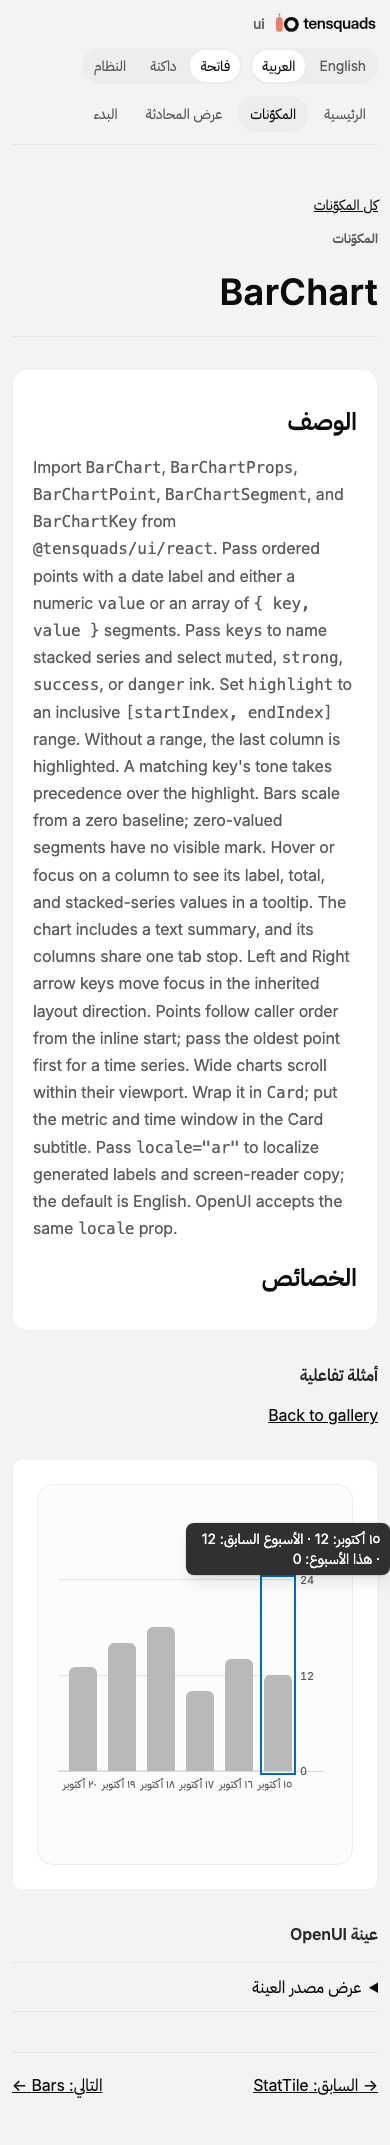 tensquads ui
English العربية فاتحة داكنة النظام
الرئيسية المكوّنات عرض المحادثة البدء
كل المكوّنات
المكوّنات
BarChart
الوصف
Import BarChart, BarChartProps,
BarChartPoint, BarChartSegment, and
BarChartKey from
@tensquads/ui/react. Pass ordered
points with a date label and either a
numeric value or an array of { key,
value } segments. Pass keys to name
stacked series and select muted, strong,
success, or danger ink. Set highlight to
an inclusive [startIndex, endIndex]
range. Without a range, the last column is
highlighted. A matching key's tone takes
precedence over the highlight. Bars scale
from a zero baseline; zero-valued
segments have no visible mark. Hover or
focus on a column to see its label, total,
and stacked-series values in a tooltip. The
chart includes a text summary, and its
columns share one tab stop. Left and Right
arrow keys move focus in the inherited
layout direction. Points follow caller order
from the inline start; pass the oldest point
first for a time series. Wide charts scroll
within their viewport. Wrap it in Card; put
the metric and time window in the Card
subtitle. Pass locale="ar" to localize
generated labels and screen-reader copy;
the default is English. OpenUI accepts the
same locale prop.
الخصائص
أمثلة تفاعلية
Back to gallery
١٥ أكتوبر: 12 · الأسبوع السابق: 12
· هذا الأسبوع: 0
24
12
0
١٥ أكتوبر ١٦ أكتوبر ١٧ أكتوبر ١٨ أكتوبر ١٩ أكتوبر ٢٠ أكتوبر
عينة OpenUI
عرض مصدر العينة
→ السابق: StatTile
التالي: Bars ←